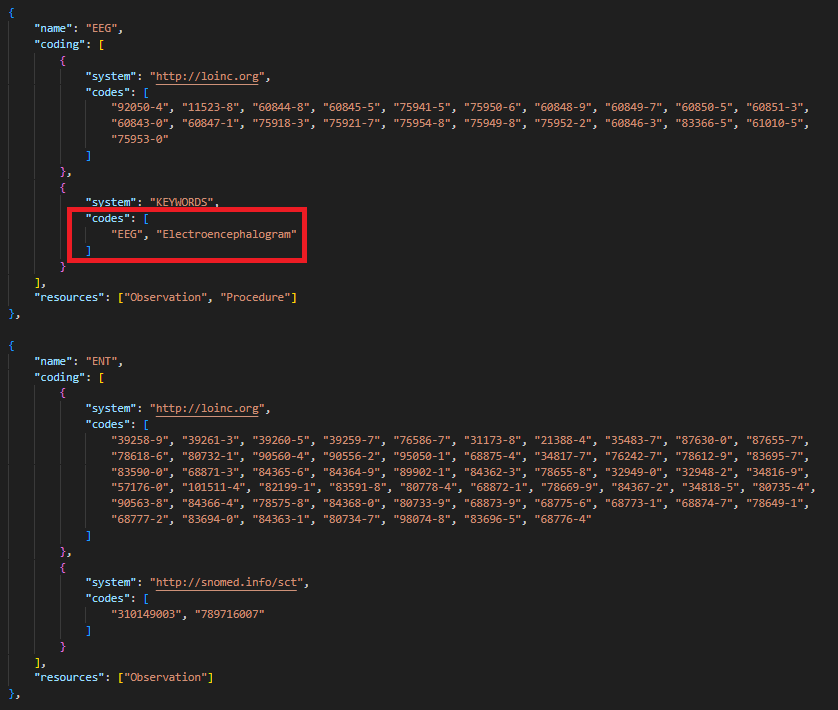 {
"name": "EEG",
"coding": [
{
"system": "http://loinc.org",
"codes": [
"92050-4", "11523-8", "60844-8", "60845-5", "75941-5", "75950-6", "60848-9", "60849-7", "60850-5", "60851-3",
"60843-0", "60847-1", "75918-3", "75921-7", "75954-8", "75949-8", "75952-2", "60846-3", "83366-5", "61010-5",
"75953-0"
]
},
{
"system": "KEYWORDS",
"codes": [
"EEG", "Electroencephalogram"
]
}
],
"resources": ["Observation", "Procedure"]
},
{
"name": "ENT",
"coding": [
{
"system": "http://loinc.org",
"codes": [
"39258-9", "39261-3", "39260-5", "39259-7", "76586-7", "31173-8", "21388-4", "35483-7", "87630-0", "87655-7",
"78618-6", "80732-1", "90560-4", "90556-2", "95050-1", "68875-4", "34817-7", "76242-7", "78612-9", "83695-7",
"83590-0", "68871-3", "84365-6", "84364-9", "89902-1", "84362-3", "78655-8", "32949-0", "32948-2", "34816-9",
"57176-0", "101511-4", "82199-1", "83591-8", "80778-4", "68872-1", "78669-9", "84367-2", "34818-5", "80735-4",
"90563-8", "84366-4", "78575-8", "84368-0", "80733-9", "68873-9", "68775-6", "68773-1", "68874-7", "78649-1",
"68777-2", "83694-0", "84363-1", "80734-7", "98074-8", "83696-5", "68776-4"
]
},
{
"system": "http://snomed.info/sct",
"codes": [
"310149003", "789716007"
]
}
],
"resources": ["Observation"]
},